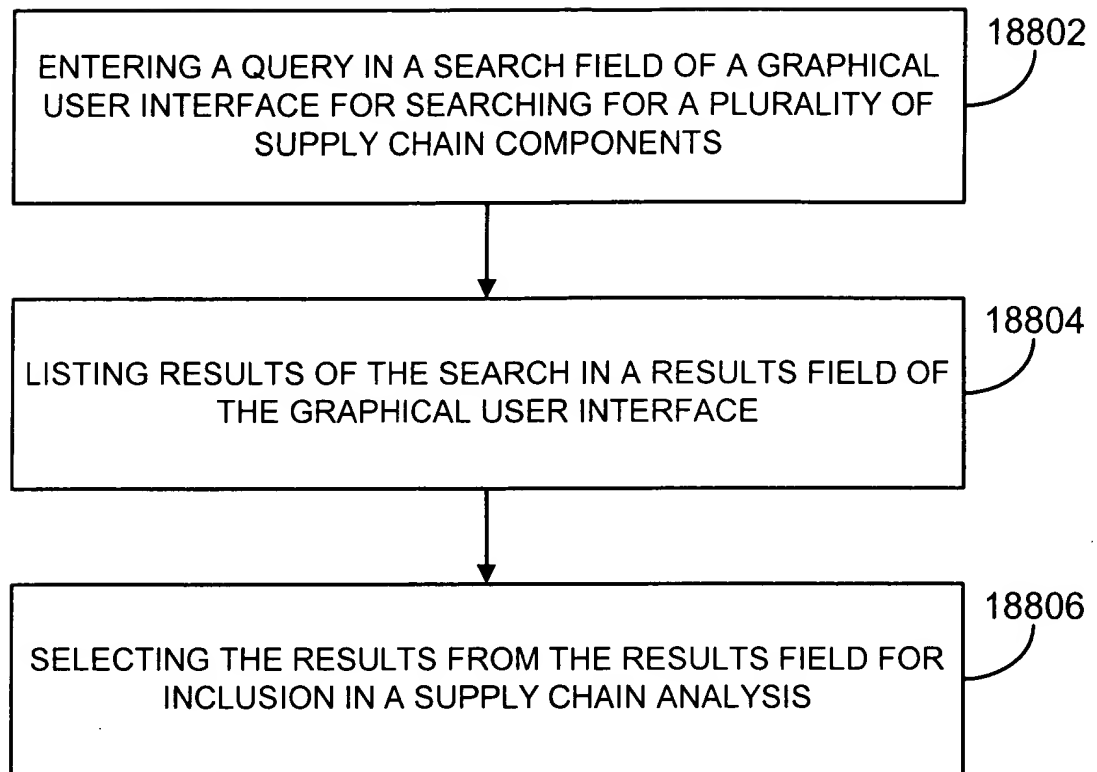 18802
ENTERING A QUERY IN A SEARCH FIELD OF A GRAPHICAL
USER INTERFACE FOR SEARCHING FOR A PLURALITY OF
SUPPLY CHAIN COMPONENTS
18804
LISTING RESULTS OF THE SEARCH IN A RESULTS FIELD OF
THE GRAPHICAL USER INTERFACE
18806
SELECTING THE RESULTS FROM THE RESULTS FIELD FOR
INCLUSION IN A SUPPLY CHAIN ANALYSIS